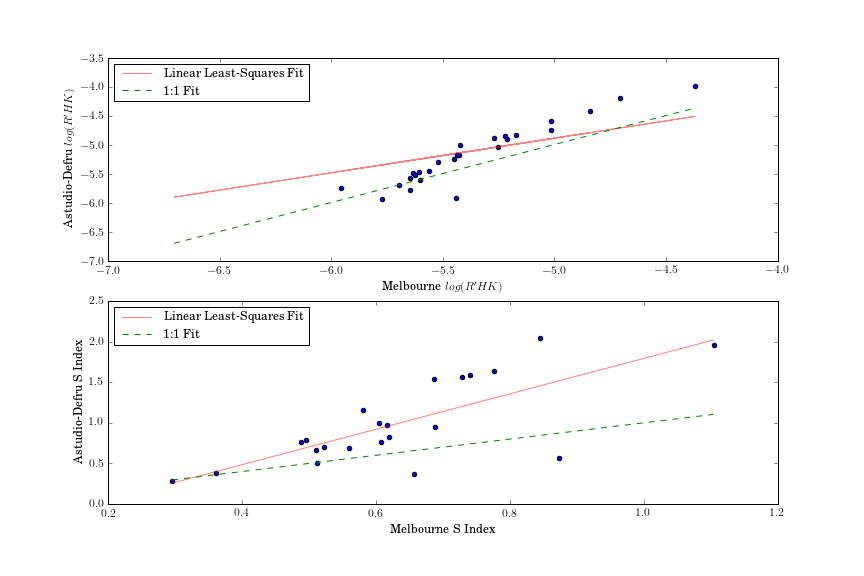 −3.5
−4.0
−4.5
−5.0
−5.5
−6.0
−6.5
−7.0
Astudio-Defru log(R′HK)
Linear Least-Squares Fit
1:1 Fit
−7.0 −6.5 −6.0 −5.5 −5.0 −4.5 −4.0
Melbourne log(R′HK)
2.5
2.0
1.5
1.0
0.5
0.0
Astudio-Defru S Index
Linear Least-Squares Fit
1:1 Fit
0.2 0.4 0.6 0.8 1.0 1.2
Melbourne S Index